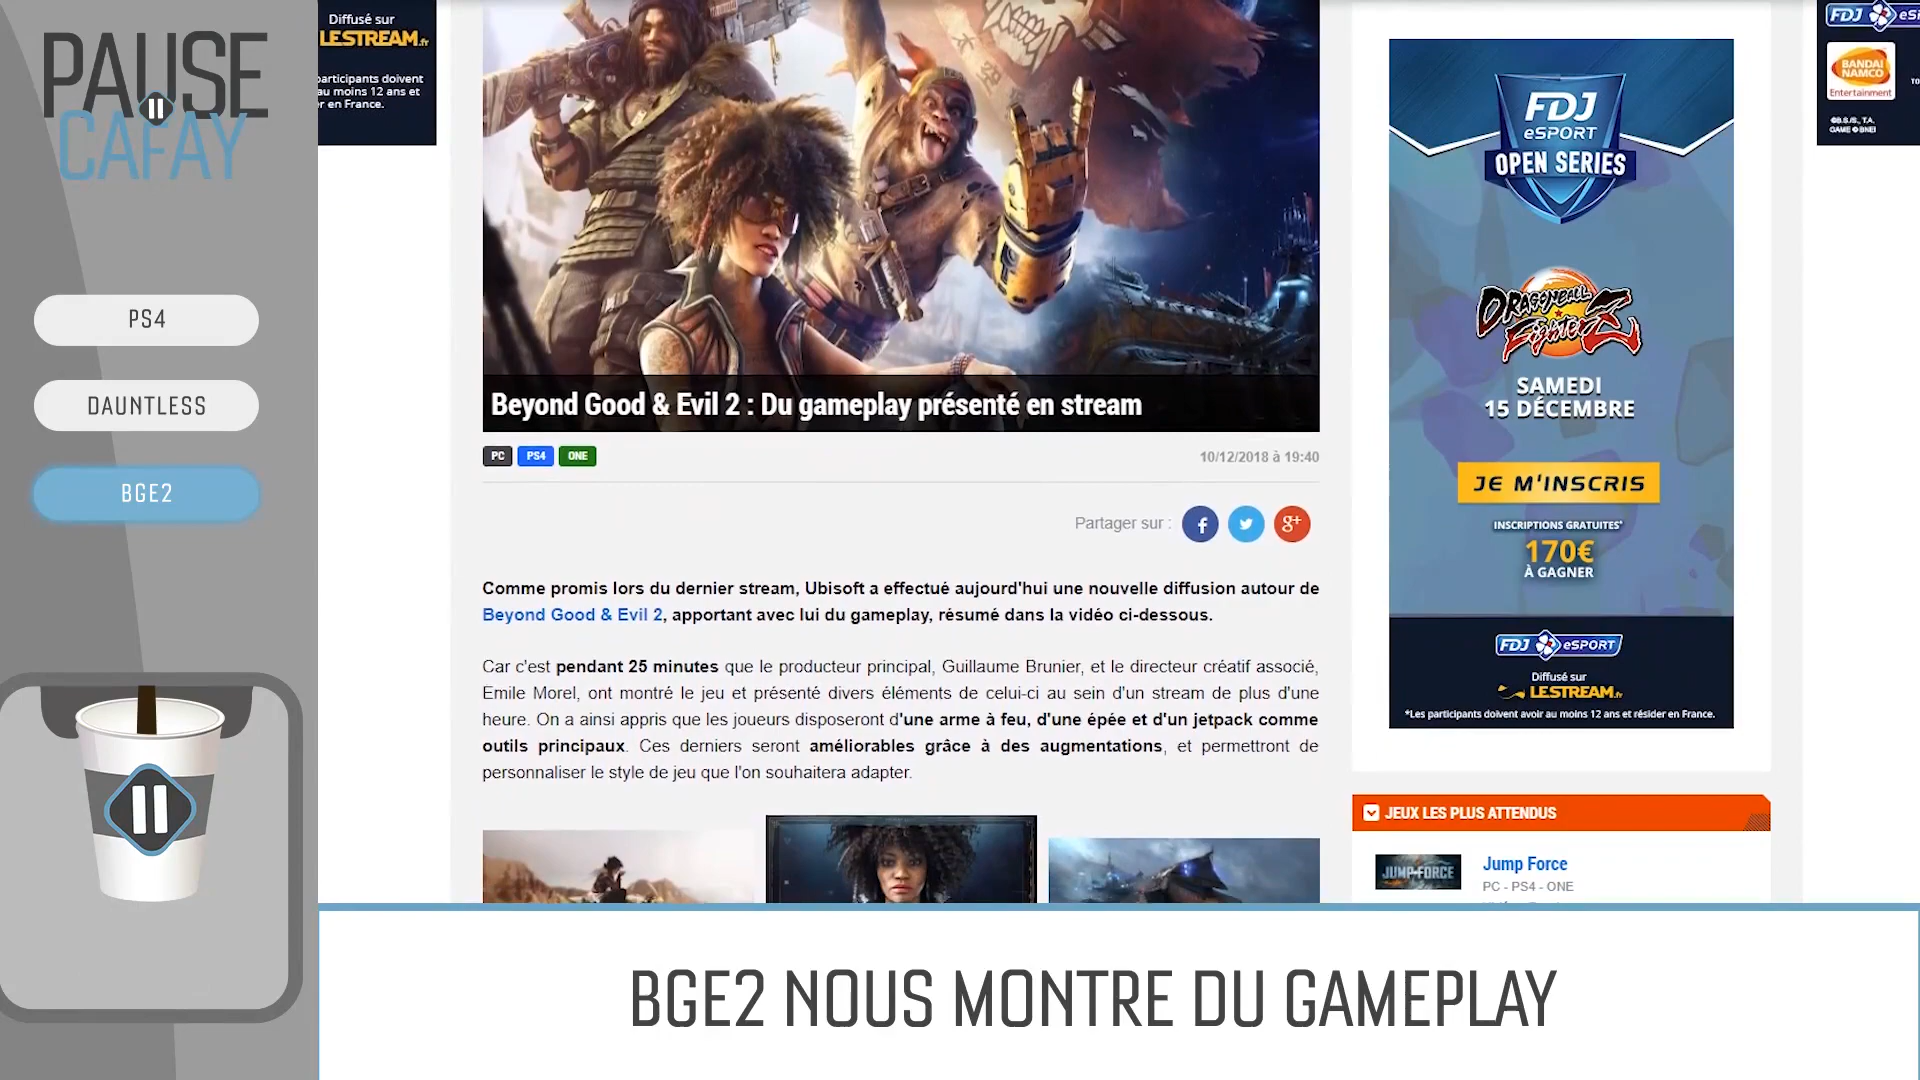 PAUSE
CAFAY
PS4
DAUNTLESS
BGE2
Diffusé sur
LESTREAM.fr
participants doivent
au moins 12 ans et
r en France.
Beyond Good & Evil 2 : Du gameplay présenté en stream
PC PS4 ONE
10/12/2018 à 19:40
Partager sur :
f
g+
Comme promis lors du dernier stream, Ubisoft a effectué aujourd'hui une nouvelle diffusion autour de
Beyond Good & Evil 2, apportant avec lui du gameplay, résumé dans la vidéo ci-dessous.
Car c'est pendant 25 minutes que le producteur principal, Guillaume Brunier, et le directeur créatif associé,
Emile Morel, ont montré le jeu et présenté divers éléments de celui-ci au sein d'un stream de plus d'une
heure. On a ainsi appris que les joueurs disposeront d'une arme à feu, d'une épée et d'un jetpack comme
outils principaux. Ces derniers seront améliorables grâce à des augmentations, et permettront de
personnaliser le style de jeu que l'on souhaitera adapter.
FDJ
eSPORT
OPEN SERIES
DRAGONBALL
FighterZ
SAMEDI
15 DÉCEMBRE
JE M'INSCRIS
INSCRIPTIONS GRATUITES*
170€
À GAGNER
FDJ eSPORT
Diffusé sur
LESTREAM.fr
*Les participants doivent avoir au moins 12 ans et résider en France.
JEUX LES PLUS ATTENDUS
JUMP FORCE
Jump Force
PC - PS4 - ONE
FDJ eS
BANDAI
NAMCO
Entertainment
TO
©B.S./S., T.A.
GAME © BNEI
BGE2 NOUS MONTRE DU GAMEPLAY